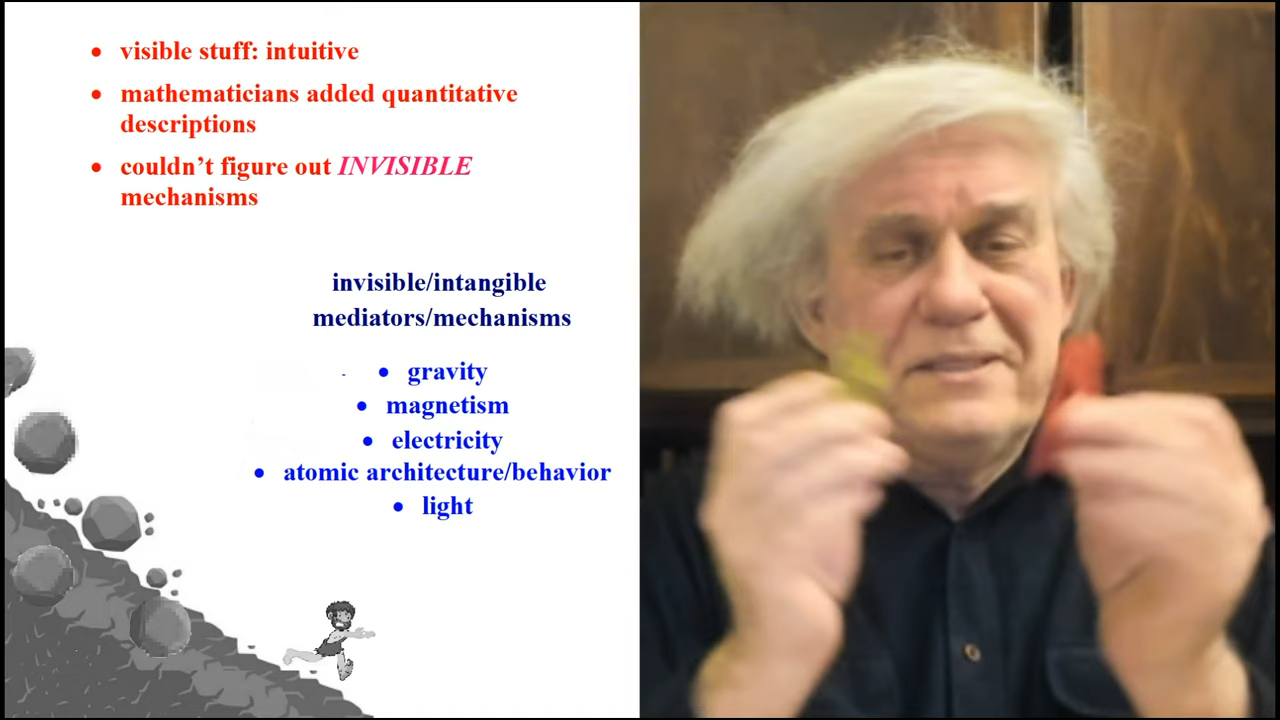 • visible stuff: intuitive
• mathematicians added quantitative
descriptions
• couldn’t figure out INVISIBLE
mechanisms
invisible/intangible
mediators/mechanisms
• gravity
• magnetism
• electricity
• atomic architecture/behavior
• light